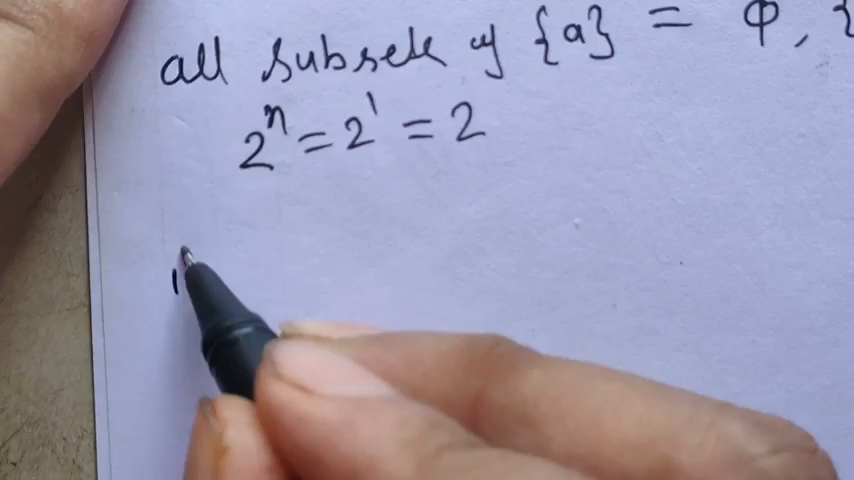 all subsets of {a} = φ, {
2ⁿ = 2¹ = 2